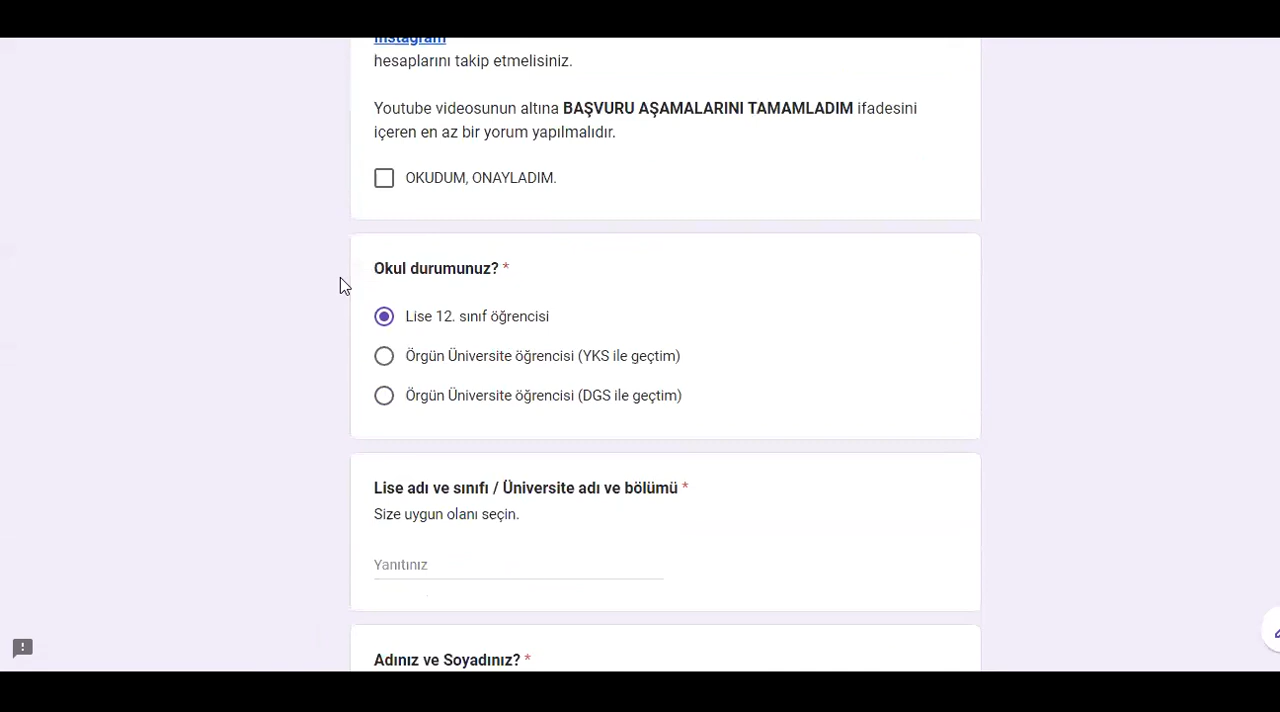 Instagram
hesaplarını takip etmelisiniz.
Youtube videosunun altına BAŞVURU AŞAMALARINI TAMAMLADIM ifadesini
içeren en az bir yorum yapılmalıdır.
OKUDUM, ONAYLADIM.
Okul durumunuz? *
Lise 12. sınıf öğrencisi
Örgün Üniversite öğrencisi (YKS ile geçtim)
Örgün Üniversite öğrencisi (DGS ile geçtim)
Lise adı ve sınıfı / Üniversite adı ve bölümü *
Size uygun olanı seçin.
Yanıtınız
Adınız ve Soyadınız? *